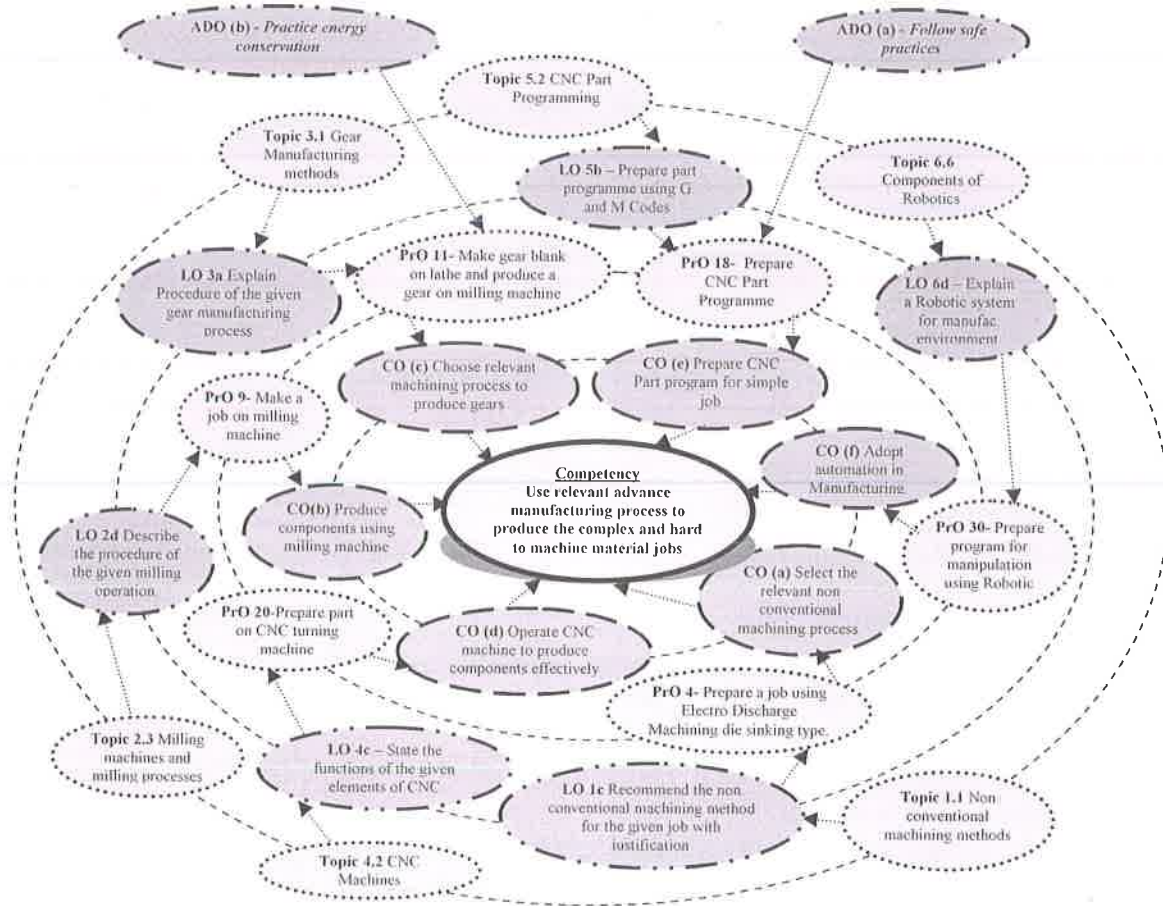 ADO (b) - Practice energy
conservation
ADO (a) - Follow safe
practices
Topic 5.2 CNC Part
Programming
Topic 3.1 Gear
Manufacturing
methods
LO 5b – Prepare part
programme using G
and M Codes
Topic 6.6
Components of
Robotics
LO 3a Explain
Procedure of the given
gear manufacturing
process
PrO 11- Make gear blank
on lathe and produce a
gear on milling machine
PrO 18- Prepare
CNC Part
Programme
LO 6d – Explain
a Robotic system
for manufac.
environment
CO (c) Choose relevant
machining process to
produce gears
CO (e) Prepare CNC
Part program for simple
job
PrO 9- Make a
job on milling
machine
CO (f) Adopt
automation in
Manufacturing.
Competency
Use relevant advance
manufacturing process to
produce the complex and hard
to machine material jobs
CO(b) Produce
components using
milling machine
LO 2d Describe
the procedure of
the given milling
operation.
PrO 30- Prepare
program for
manipulation
using Robotic
CO (a) Select the
relevant non
conventional
machining process
PrO 20-Prepare part
on CNC turning
machine
CO (d) Operate CNC
machine to produce
components effectively
PrO 4- Prepare a job using
Electro Discharge
Machining die sinking type.
Topic 2.3 Milling
machines and
milling processes
LO 4c – State the
functions of the given
elements of CNC
LO 1c Recommend the non
conventional machining method
for the given job with
justification
Topic 1.1 Non
conventional
machining methods
Topic 4.2 CNC
Machines